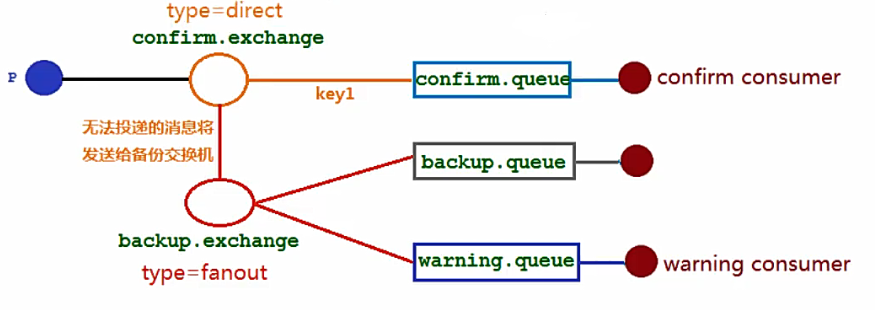 type=direct
confirm.exchange
P
confirm.queue
confirm consumer
key1
无法投递的消息将
发送给备份交换机
backup.queue
backup.exchange
type=fanout
warning.queue
warning consumer